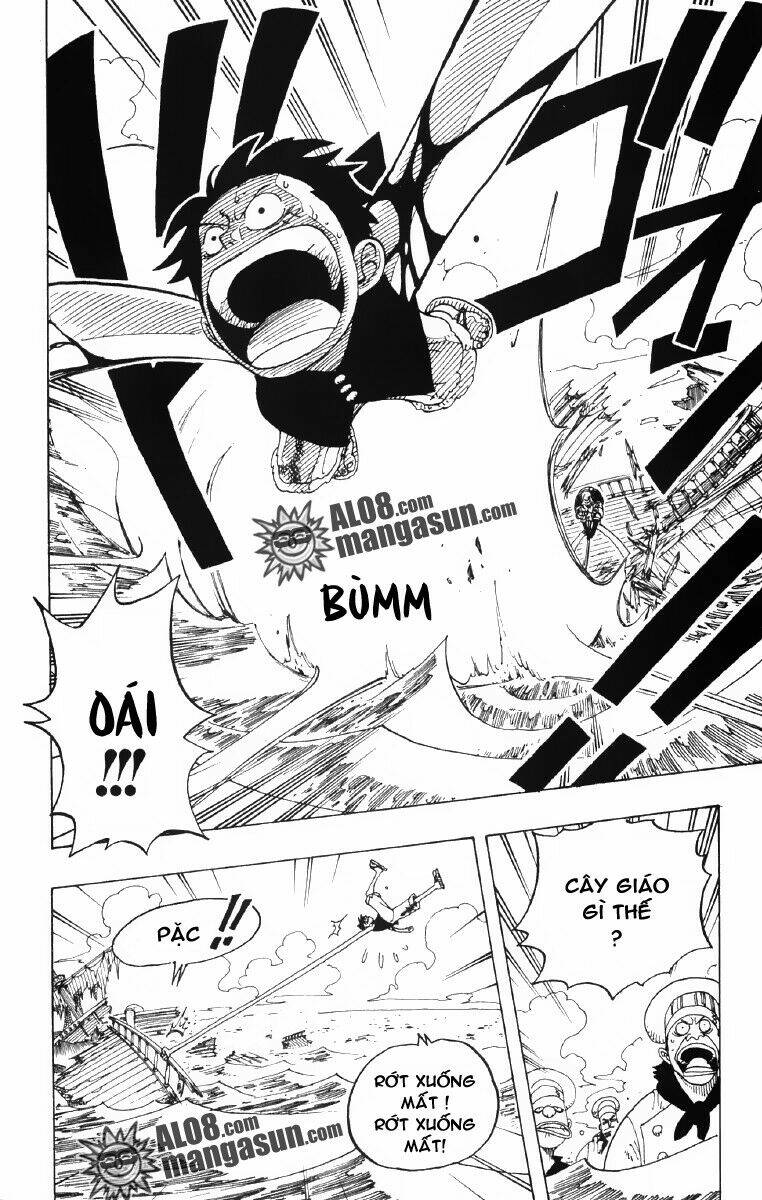 ALO8.com
mangasun.com
BÙMM
OÁI
!!!
CÂY GIÁO
GÌ THẾ
?
PẶC !!
RỚT XUỐNG
MẤT !
RỚT XUỐNG
MẤT!
ALO8.com
mangasun.com